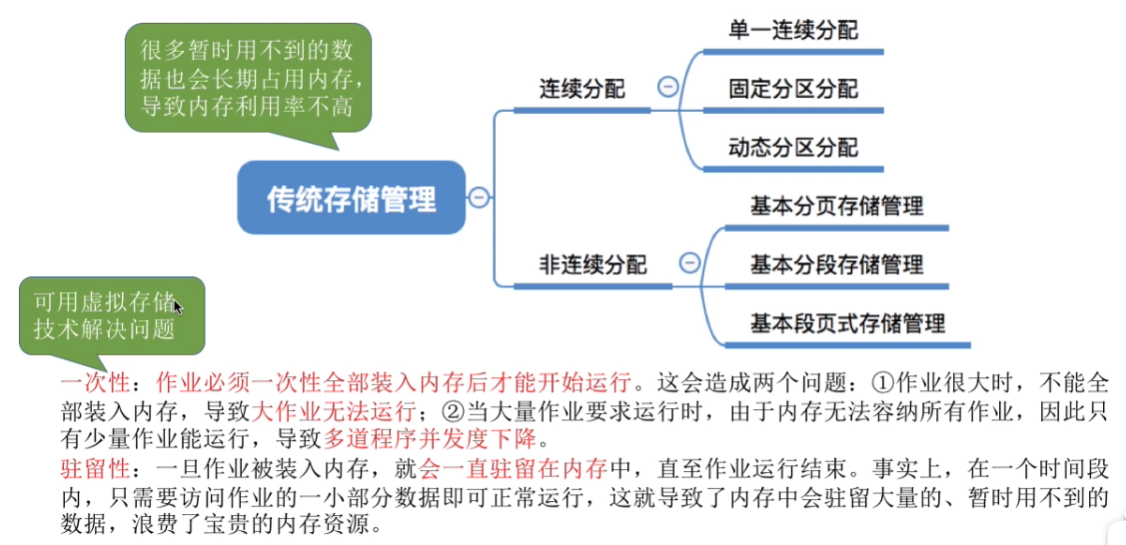 很多暂时用不到的数
据也会长期占用内存，
导致内存利用率不高
传统存储管理
连续分配
单一连续分配
固定分区分配
动态分区分配
非连续分配
基本分页存储管理
基本分段存储管理
基本段页式存储管理
可用虚拟存储
技术解决问题
一次性：作业必须一次性全部装入内存后才能开始运行。这会造成两个问题：①作业很大时，不能全
部装入内存，导致大作业无法运行；②当大量作业要求运行时，由于内存无法容纳所有作业，因此只
有少量作业能运行，导致多道程序并发度下降。
驻留性：一旦作业被装入内存，就会一直驻留在内存中，直至作业运行结束。事实上，在一个时间段
内，只需要访问作业的一小部分数据即可正常运行，这就导致了内存中会驻留大量的、暂时用不到的
数据，浪费了宝贵的内存资源。